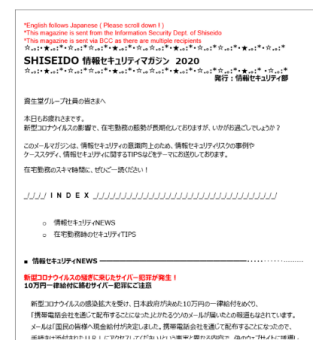 *English follows Japanese ( Please scroll down⇩ )
*This magazine is sent from the Information Security Dept. of Shiseido
*This magazine is sent via BCC as there are multiple recipients
SHISEIDO 情報セキュリティマガジン 2020
発行：情報セキュリティ部
資生堂グループ社員の皆さまへ
本日もお疲れさまです。
新型コロナウイルスの影響で、在宅勤務の態勢が長期化しておりますが、いかがお過ごしでしょうか？
このメールマガジンは、情報セキュリティの意識向上のため、情報セキュリティリスクの事例や
ケーススタディ、情報セキュリティに関するTIPSなどをテーマにお送りしております。
在宅勤務のスキマ時間に、ぜひご一読ください！
_/_/_/ I N D E X _/_/_/_/_/_/_/_/_/_/_/_/_/_/_/_/_/_/_/_/_/_/_/_/_/_/
○ 情報セキュリティNEWS
○ 在宅勤務時のセキュリティTIPS
■ 情報セキュリティNEWS
新型コロナウイルスの騒ぎに乗じたサイバー犯罪が発生！
10万円一律給付に絡むサイバー犯罪にご注意
新型コロナウイルスの感染拡大を受け、日本政府が決めた10万円の一律給付をめぐり、
「携帯電話会社を通じて配布することになった」とかたるウソのメールが届いたとの報道もなされています。
メールは「国民の皆様へ現金給付が決定しました。携帯電話会社を通じて配布することになったので、